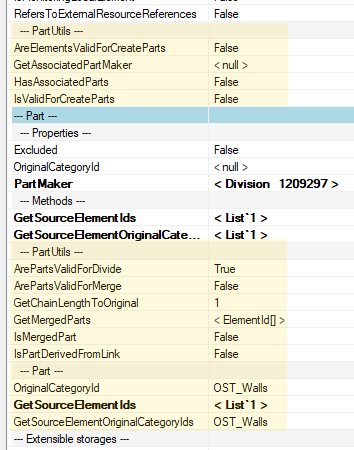 RefersToExternalResourceReferences False
--- PartUtils ---
AreElementsValidForCreateParts False
GetAssociatedPartMaker < null >
HasAssociatedParts False
IsValidForCreateParts False
--- Part ---
--- Properties ---
Excluded False
OriginalCategoryId < null >
PartMaker < Division 1209297 >
--- Methods ---
GetSourceElementIds < List`1 >
GetSourceElementOriginalCate... < List`1 >
--- PartUtils ---
ArePartsValidForDivide True
ArePartsValidForMerge False
GetChainLengthToOriginal 1
GetMergedParts < ElementId[] >
IsMergedPart False
IsPartDerivedFromLink False
--- Part ---
OriginalCategoryId OST_Walls
GetSourceElementIds < List`1 >
GetSourceElementOriginalCategoryIds OST_Walls
--- Extensible storages ---